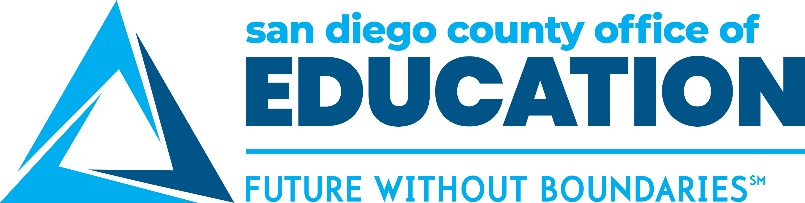 san diego county office of
EDUCATION
FUTURE WITHOUT BOUNDARIES℠